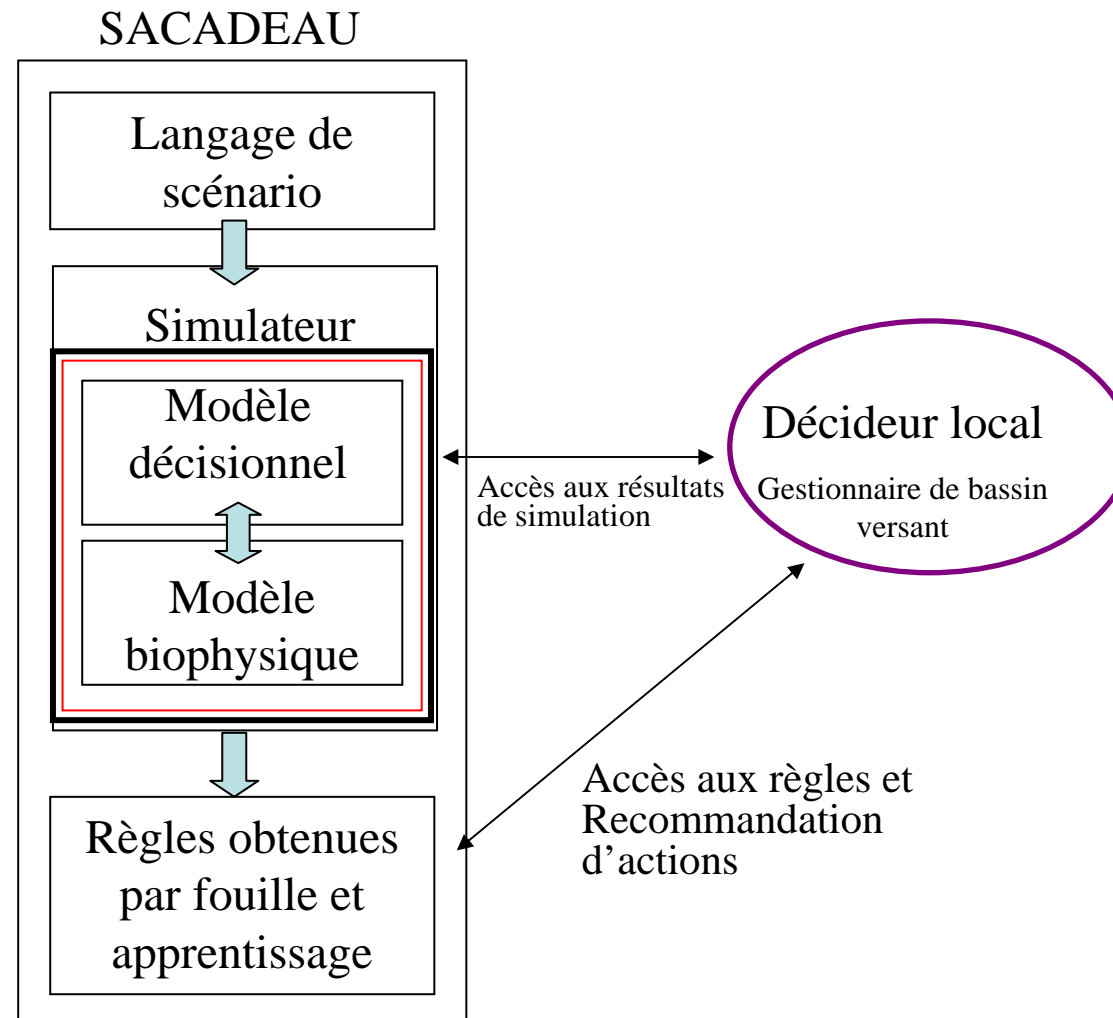 SACADEAU
Langage de
scénario
Simulateur
Modèle
décisionnel
Modèle
biophysique
Règles obtenues
par fouille et
apprentissage
Accès aux résultats
de simulation
Décideur local
Gestionnaire de bassin
versant
Accès aux règles et
Recommandation
d’actions